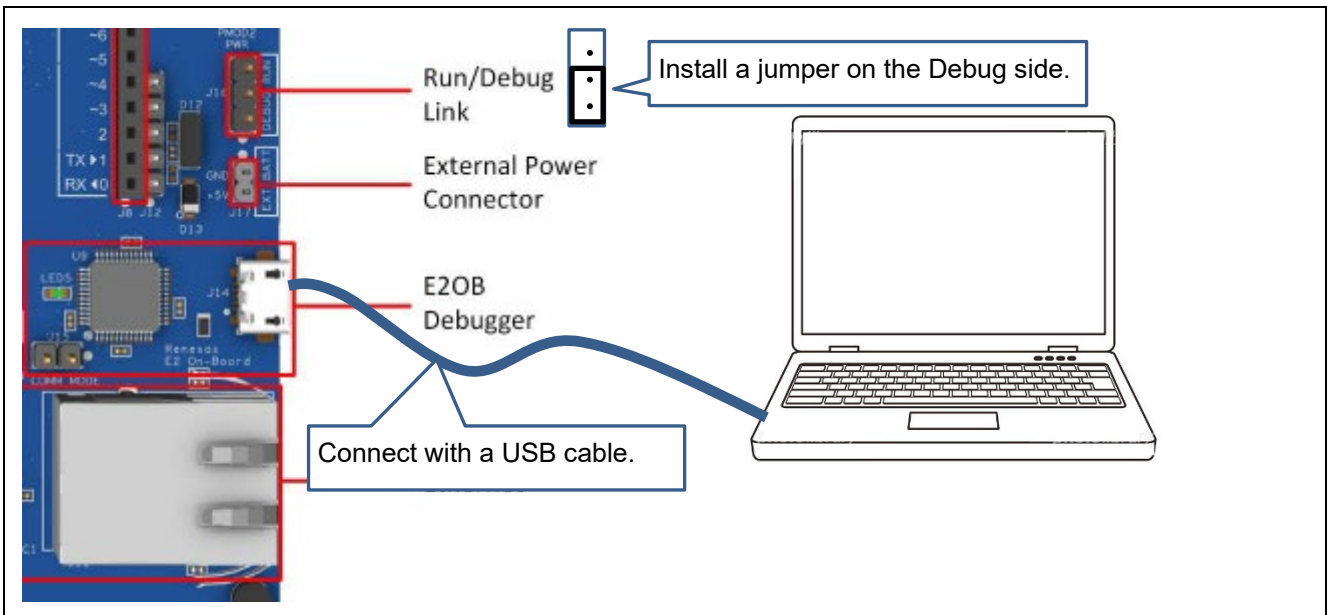 ~6
~5
~4
~3
2
TX▶1
RX◀0
J8 J12
D12
D13
PMOD2
PWR
J16
DEBUG RUN
GND
+5V
J17
EXT BATT
Run/Debug
Link
Install a jumper on the Debug side.
External Power
Connector
U9
LED5
J14
J15
Renesas
E2 On-Board
COMM MODE
E2OB
Debugger
Connect with a USB cable.